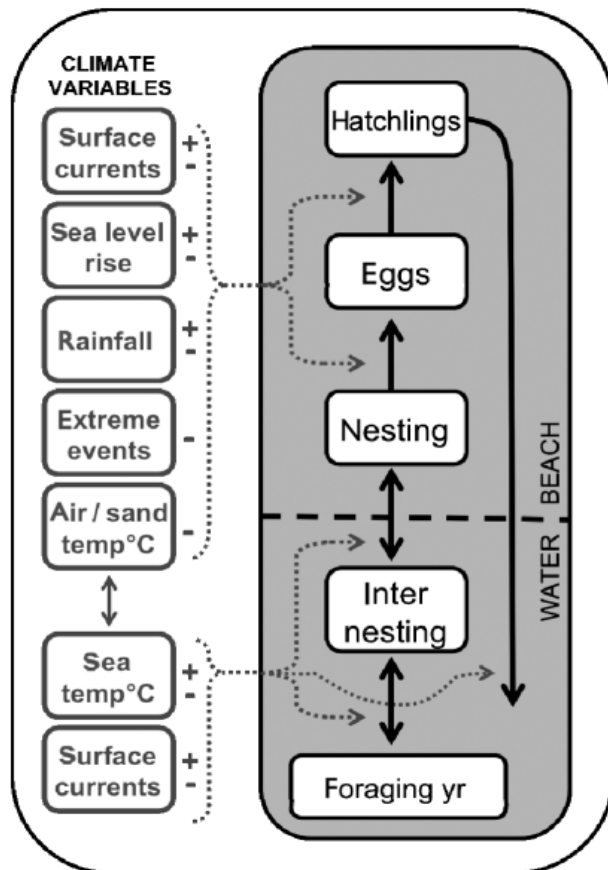 CLIMATE
VARIABLES
Surface
currents
+
-
Sea level
rise
+
-
Rainfall
+
-
Extreme
events
-
Air / sand
temp°C
-
Sea
temp°C
+
-
Surface
currents
+
-
Hatchlings
Eggs
Nesting
BEACH
WATER
Inter
nesting
Foraging yr